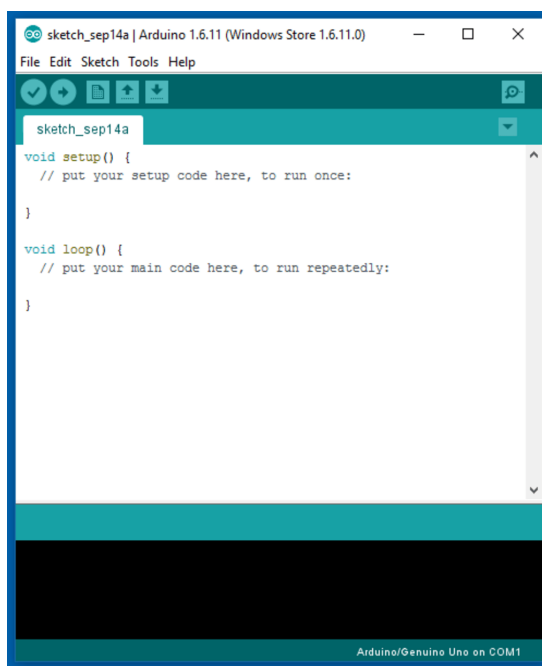 sketch_sep14a | Arduino 1.6.11 (Windows Store 1.6.11.0)
File Edit Sketch Tools Help
sketch_sep14a
void setup() {
  // put your setup code here, to run once:
}
void loop() {
  // put your main code here, to run repeatedly:
}
Arduino/Genuino Uno on COM1